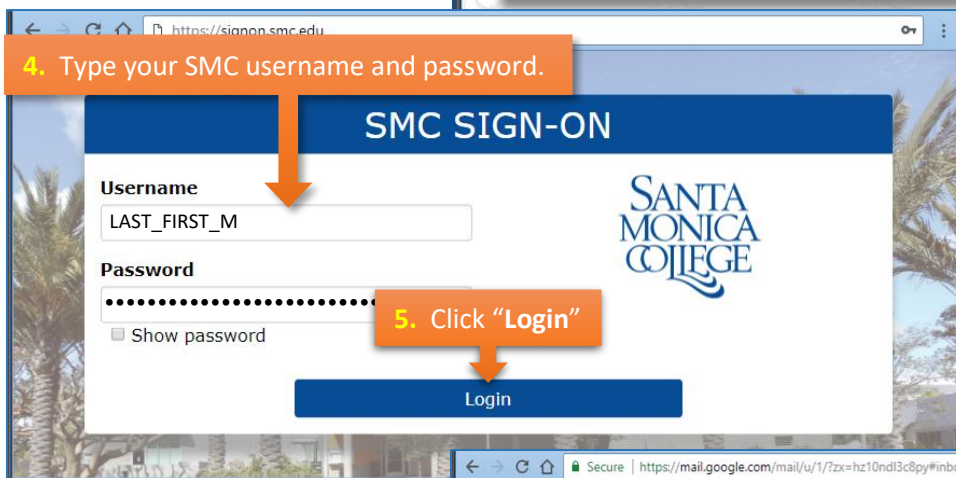 https://signon.smc.edu
4. Type your SMC username and password.
SMC SIGN-ON
Username
LAST_FIRST_M
SANTA
MONICA
COLLEGE
Password
••••••••••••••••••••••••••
5. Click “Login”
Show password
Login
Secure | https://mail.google.com/mail/u/1/?zx=hz10ndl3c8py#inbo